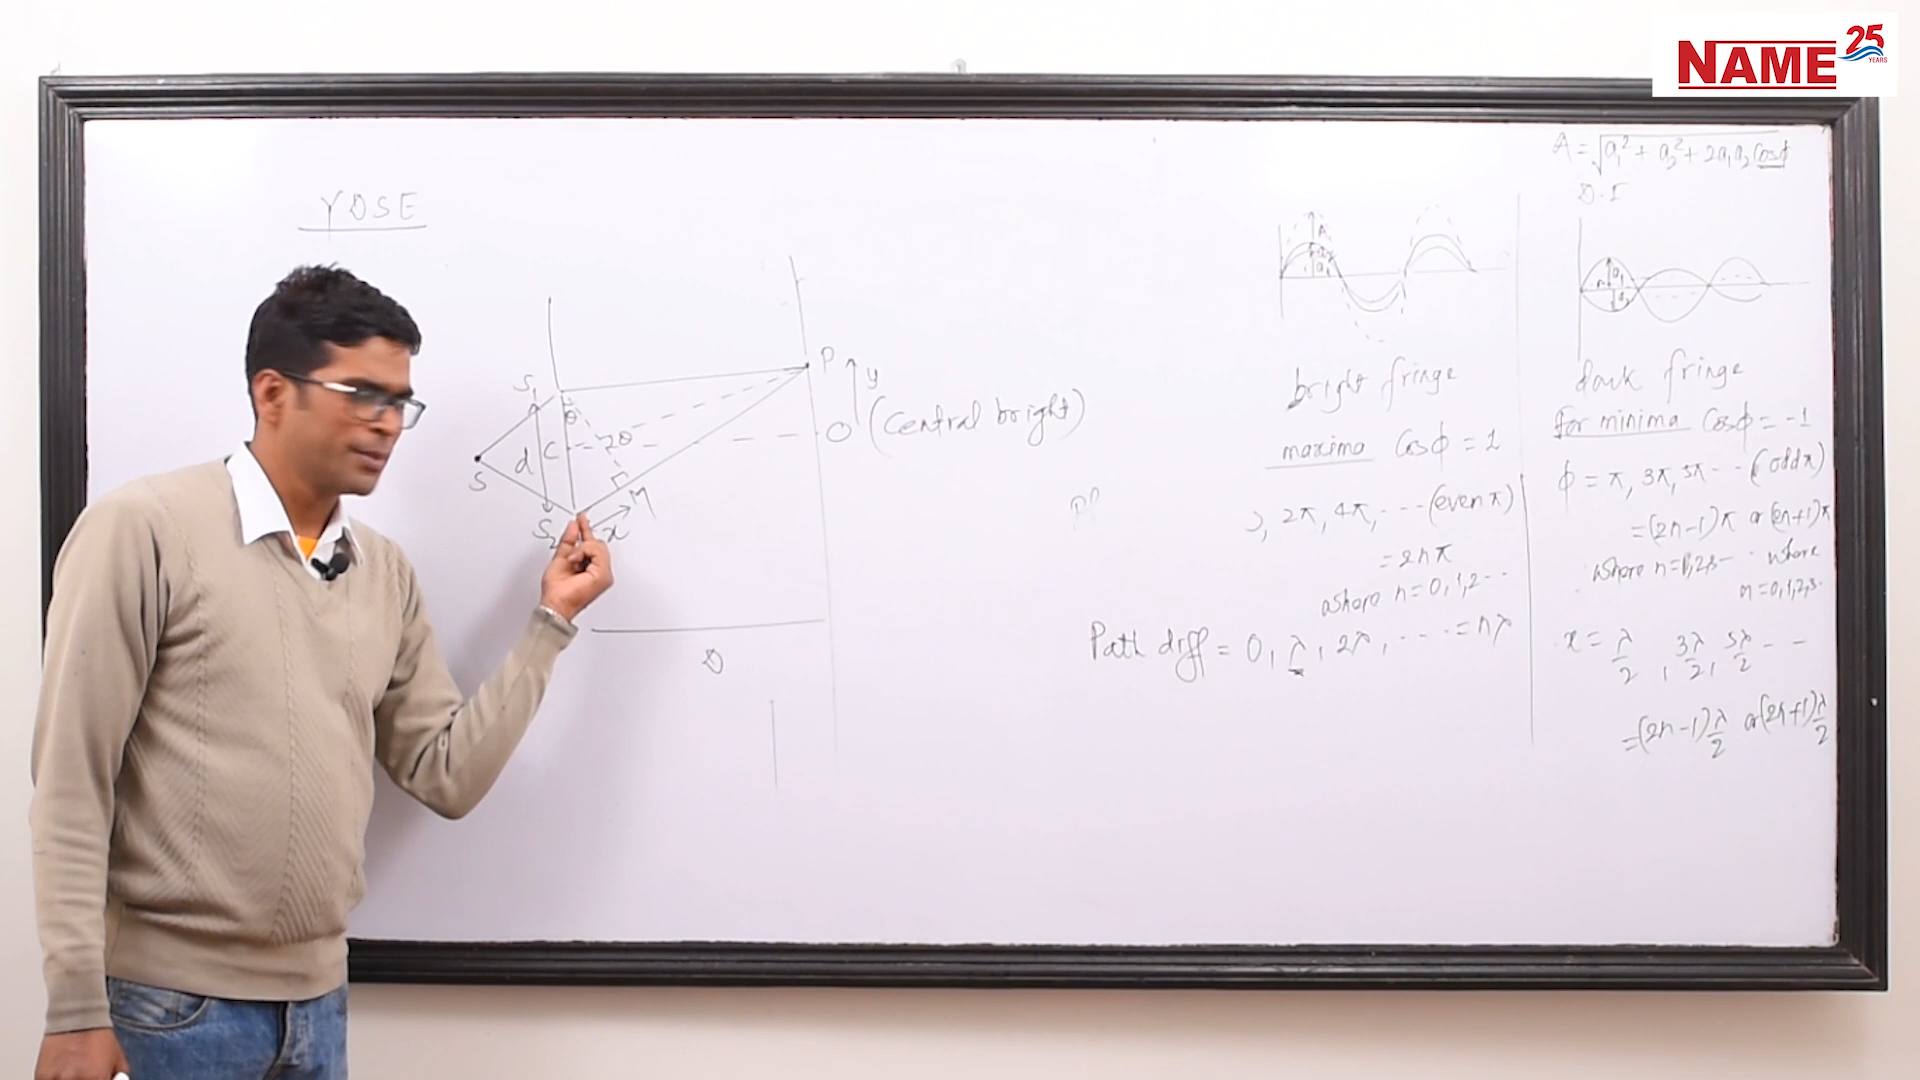 NAME 25 YEARS
YDSE
S₁
S
d
C
θ
θ
S₂
x
M
P
y
O (Central bright)
D
A
bright fringe
maxima Cosφ = 1
2π, 4π, ---(even π)
= 2nπ
where n = 0, 1, 2--
Path diff = 0, λ, 2λ, ---- = nλ
A = √a₁² + a₂² + 2a₁a₂ Cosφ
D.I
dark fringe
for minima Cosφ = -1
φ = π, 3π, 5π -- (odd π)
= (2n-1)π or (2n+1)π
where n=1,2,3-- where
n=0,1,2,3-
x = λ/2, 3λ/2, 5λ/2 - -
= (2n-1)λ/2 or (2n+1)λ/2